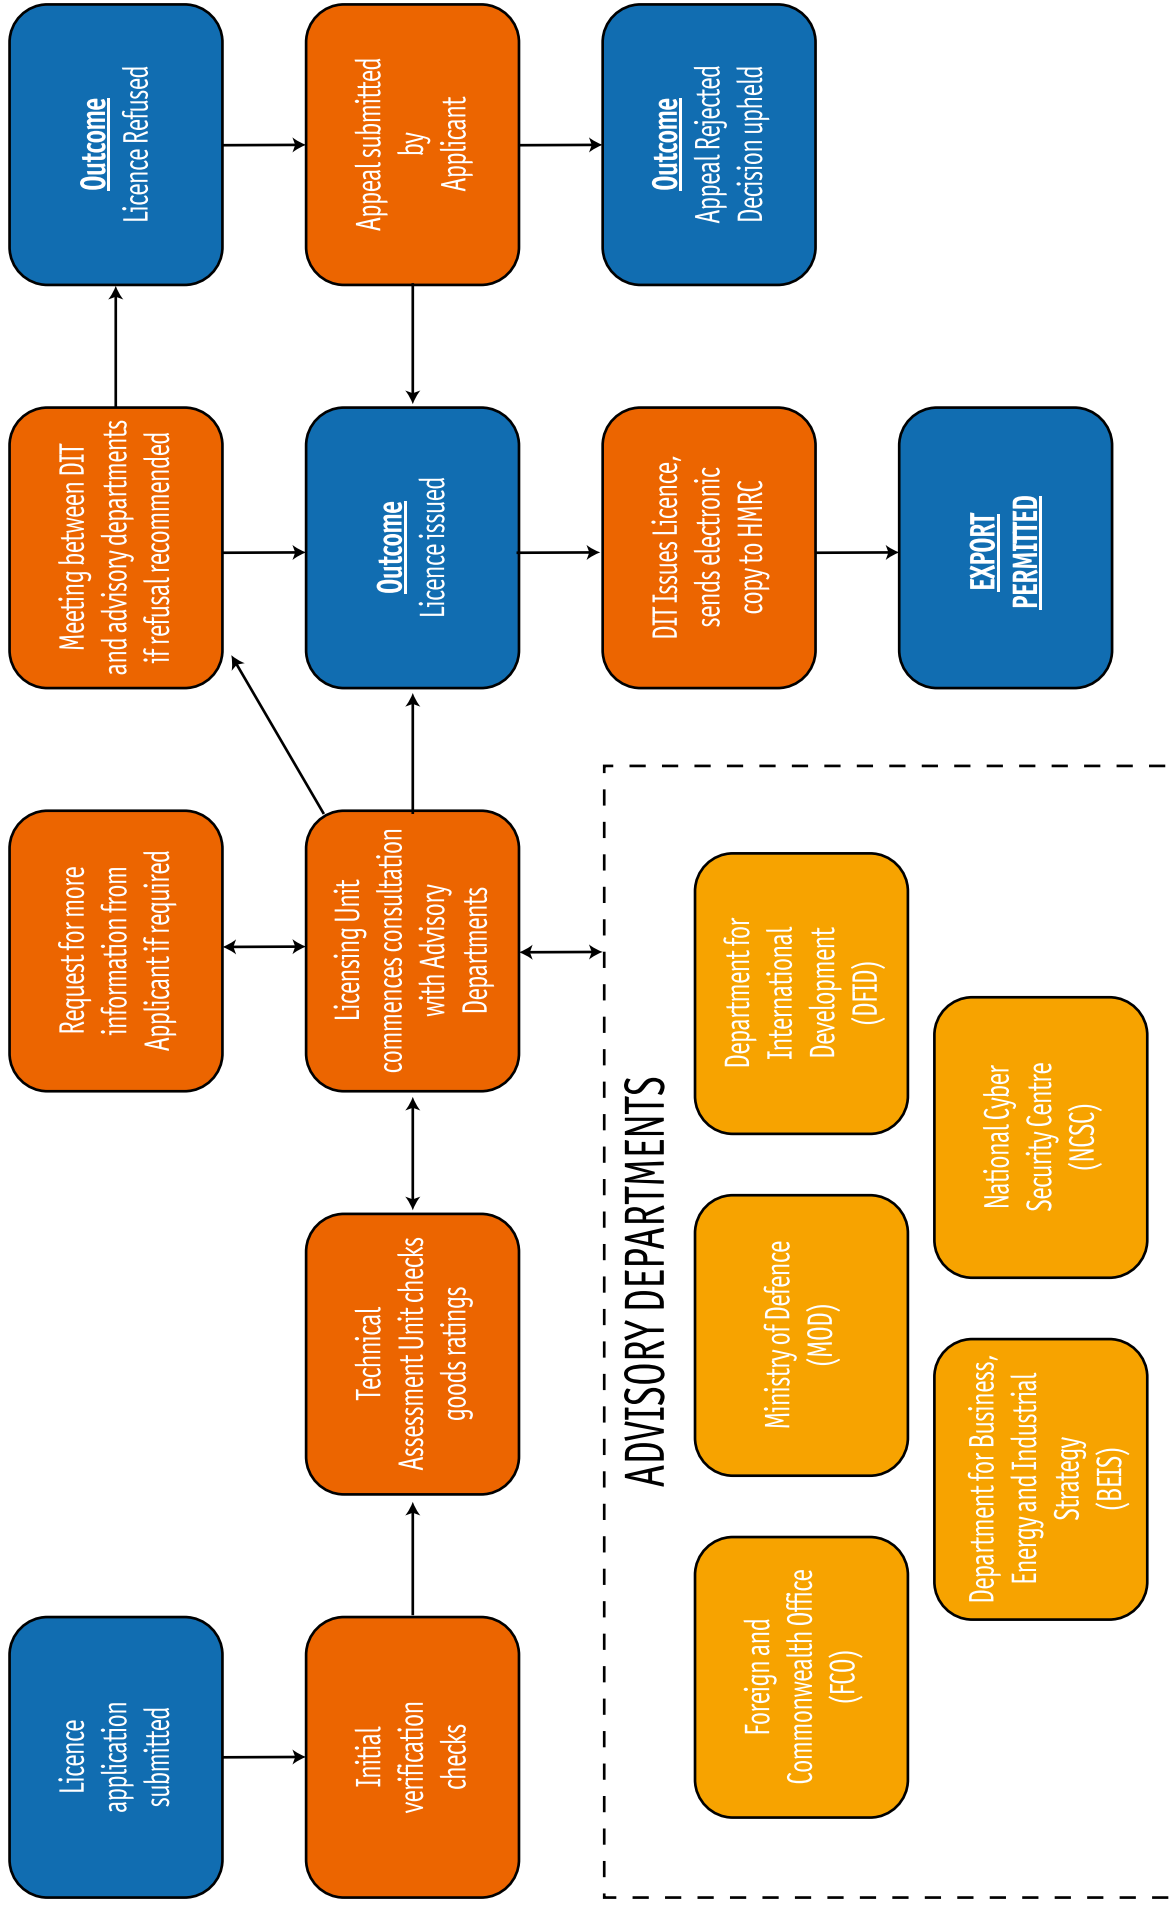 Licence
application
submitted
Initial
verification
checks
Technical
Assessment Unit checks
goods ratings
Request for more
information from
Applicant if required
Licensing Unit
commences consultation
with Advisory
Departments
Meeting between DIT
and advisory departments
if refusal recommended
Outcome
Licence issued
DIT Issues Licence,
sends electronic
copy to HMRC
EXPORT
PERMITTED
Outcome
Licence Refused
Appeal submitted
by
Applicant
Outcome
Appeal Rejected
Decision upheld
ADVISORY DEPARTMENTS
Foreign and
Commonwealth Office
(FCO)
Ministry of Defence
(MOD)
Department for
International
Development
(DFID)
Department for Business,
Energy and Industrial
Strategy
(BEIS)
National Cyber
Security Centre
(NCSC)